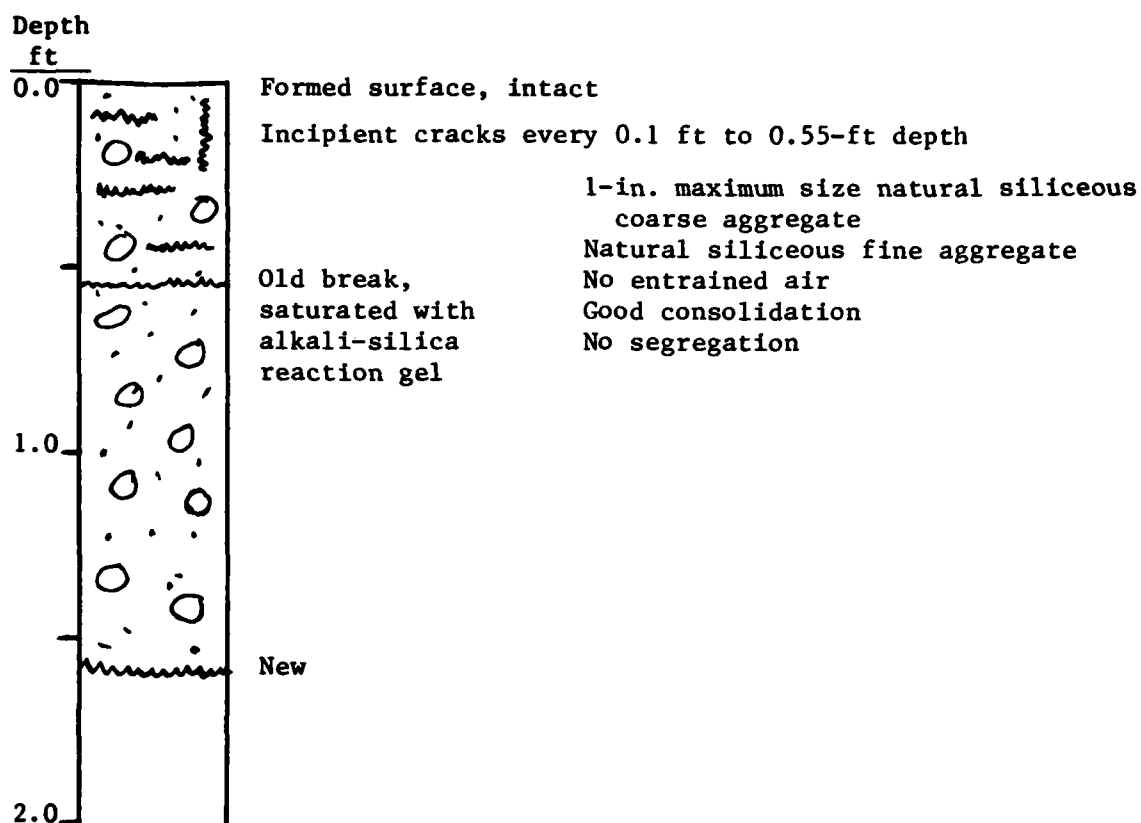 Depth
ft
0.0
Formed surface, intact
Incipient cracks every 0.1 ft to 0.55-ft depth
1-in. maximum size natural siliceous
coarse aggregate
Natural siliceous fine aggregate
No entrained air
Good consolidation
No segregation
Old break,
saturated with
alkali-silica
reaction gel
1.0
New
2.0